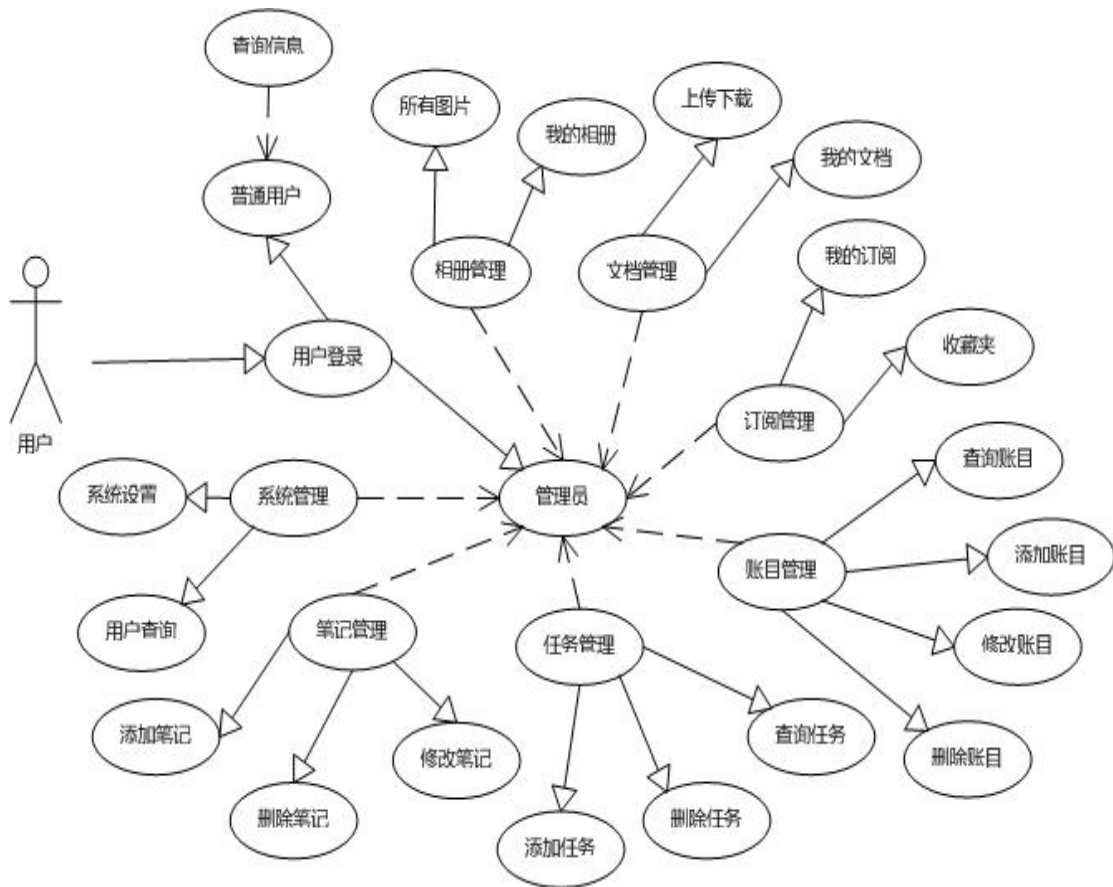 查询信息
所有图片
上传下载
我的相册
我的文档
普通用户
相册管理
文档管理
我的订阅
用户登录
收藏夹
用户
订阅管理
查询账目
系统设置
系统管理
管理员
添加账目
账目管理
用户查询
笔记管理
任务管理
修改账目
添加笔记
修改笔记
查询任务
删除账目
删除笔记
删除任务
添加任务